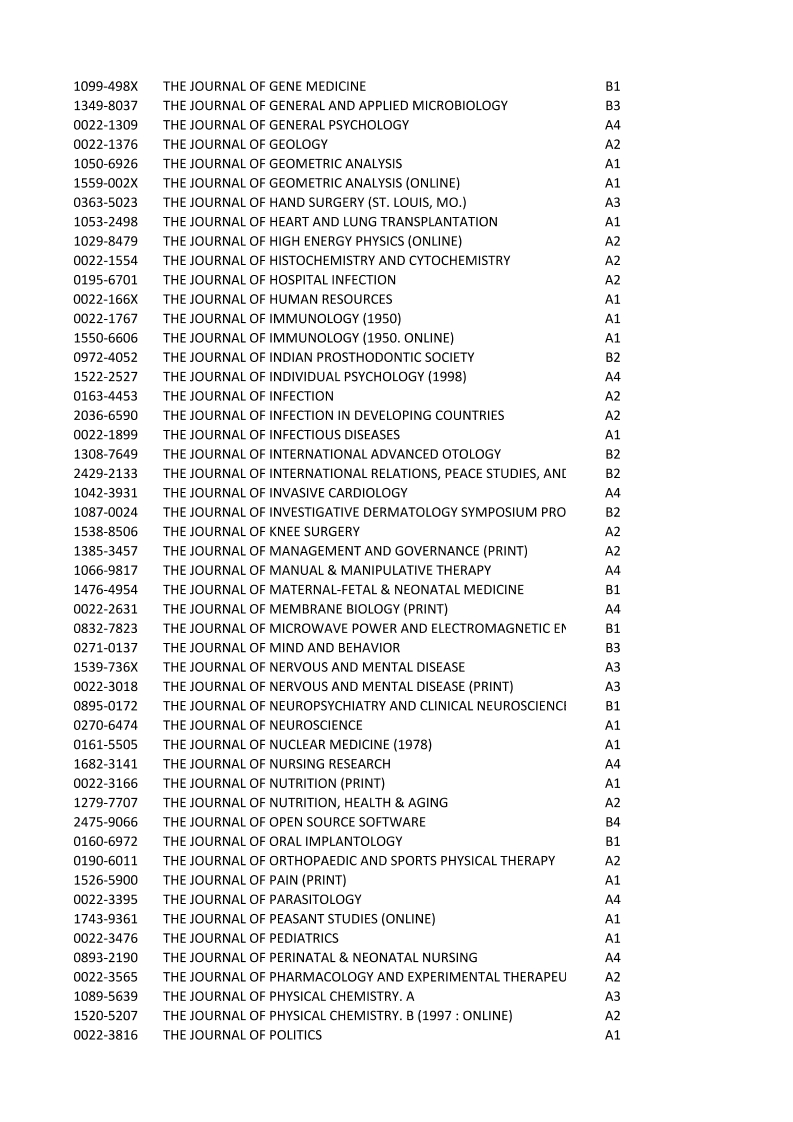 1099-498X THE JOURNAL OF GENE MEDICINE B1
1349-8037 THE JOURNAL OF GENERAL AND APPLIED MICROBIOLOGY B3
0022-1309 THE JOURNAL OF GENERAL PSYCHOLOGY A4
0022-1376 THE JOURNAL OF GEOLOGY A2
1050-6926 THE JOURNAL OF GEOMETRIC ANALYSIS A1
1559-002X THE JOURNAL OF GEOMETRIC ANALYSIS (ONLINE) A1
0363-5023 THE JOURNAL OF HAND SURGERY (ST. LOUIS, MO.) A3
1053-2498 THE JOURNAL OF HEART AND LUNG TRANSPLANTATION A1
1029-8479 THE JOURNAL OF HIGH ENERGY PHYSICS (ONLINE) A2
0022-1554 THE JOURNAL OF HISTOCHEMISTRY AND CYTOCHEMISTRY A2
0195-6701 THE JOURNAL OF HOSPITAL INFECTION A2
0022-166X THE JOURNAL OF HUMAN RESOURCES A1
0022-1767 THE JOURNAL OF IMMUNOLOGY (1950) A1
1550-6606 THE JOURNAL OF IMMUNOLOGY (1950. ONLINE) A1
0972-4052 THE JOURNAL OF INDIAN PROSTHODONTIC SOCIETY B2
1522-2527 THE JOURNAL OF INDIVIDUAL PSYCHOLOGY (1998) A4
0163-4453 THE JOURNAL OF INFECTION A2
2036-6590 THE JOURNAL OF INFECTION IN DEVELOPING COUNTRIES A2
0022-1899 THE JOURNAL OF INFECTIOUS DISEASES A1
1308-7649 THE JOURNAL OF INTERNATIONAL ADVANCED OTOLOGY B2
2429-2133 THE JOURNAL OF INTERNATIONAL RELATIONS, PEACE STUDIES, AND B2
1042-3931 THE JOURNAL OF INVASIVE CARDIOLOGY A4
1087-0024 THE JOURNAL OF INVESTIGATIVE DERMATOLOGY SYMPOSIUM PRO B2
1538-8506 THE JOURNAL OF KNEE SURGERY A2
1385-3457 THE JOURNAL OF MANAGEMENT AND GOVERNANCE (PRINT) A2
1066-9817 THE JOURNAL OF MANUAL & MANIPULATIVE THERAPY A4
1476-4954 THE JOURNAL OF MATERNAL-FETAL & NEONATAL MEDICINE B1
0022-2631 THE JOURNAL OF MEMBRANE BIOLOGY (PRINT) A4
0832-7823 THE JOURNAL OF MICROWAVE POWER AND ELECTROMAGNETIC EN B1
0271-0137 THE JOURNAL OF MIND AND BEHAVIOR B3
1539-736X THE JOURNAL OF NERVOUS AND MENTAL DISEASE A3
0022-3018 THE JOURNAL OF NERVOUS AND MENTAL DISEASE (PRINT) A3
0895-0172 THE JOURNAL OF NEUROPSYCHIATRY AND CLINICAL NEUROSCIENCE B1
0270-6474 THE JOURNAL OF NEUROSCIENCE A1
0161-5505 THE JOURNAL OF NUCLEAR MEDICINE (1978) A1
1682-3141 THE JOURNAL OF NURSING RESEARCH A4
0022-3166 THE JOURNAL OF NUTRITION (PRINT) A1
1279-7707 THE JOURNAL OF NUTRITION, HEALTH & AGING A2
2475-9066 THE JOURNAL OF OPEN SOURCE SOFTWARE B4
0160-6972 THE JOURNAL OF ORAL IMPLANTOLOGY B1
0190-6011 THE JOURNAL OF ORTHOPAEDIC AND SPORTS PHYSICAL THERAPY A2
1526-5900 THE JOURNAL OF PAIN (PRINT) A1
0022-3395 THE JOURNAL OF PARASITOLOGY A4
1743-9361 THE JOURNAL OF PEASANT STUDIES (ONLINE) A1
0022-3476 THE JOURNAL OF PEDIATRICS A1
0893-2190 THE JOURNAL OF PERINATAL & NEONATAL NURSING A4
0022-3565 THE JOURNAL OF PHARMACOLOGY AND EXPERIMENTAL THERAPEU A2
1089-5639 THE JOURNAL OF PHYSICAL CHEMISTRY. A A3
1520-5207 THE JOURNAL OF PHYSICAL CHEMISTRY. B (1997 : ONLINE) A2
0022-3816 THE JOURNAL OF POLITICS A1